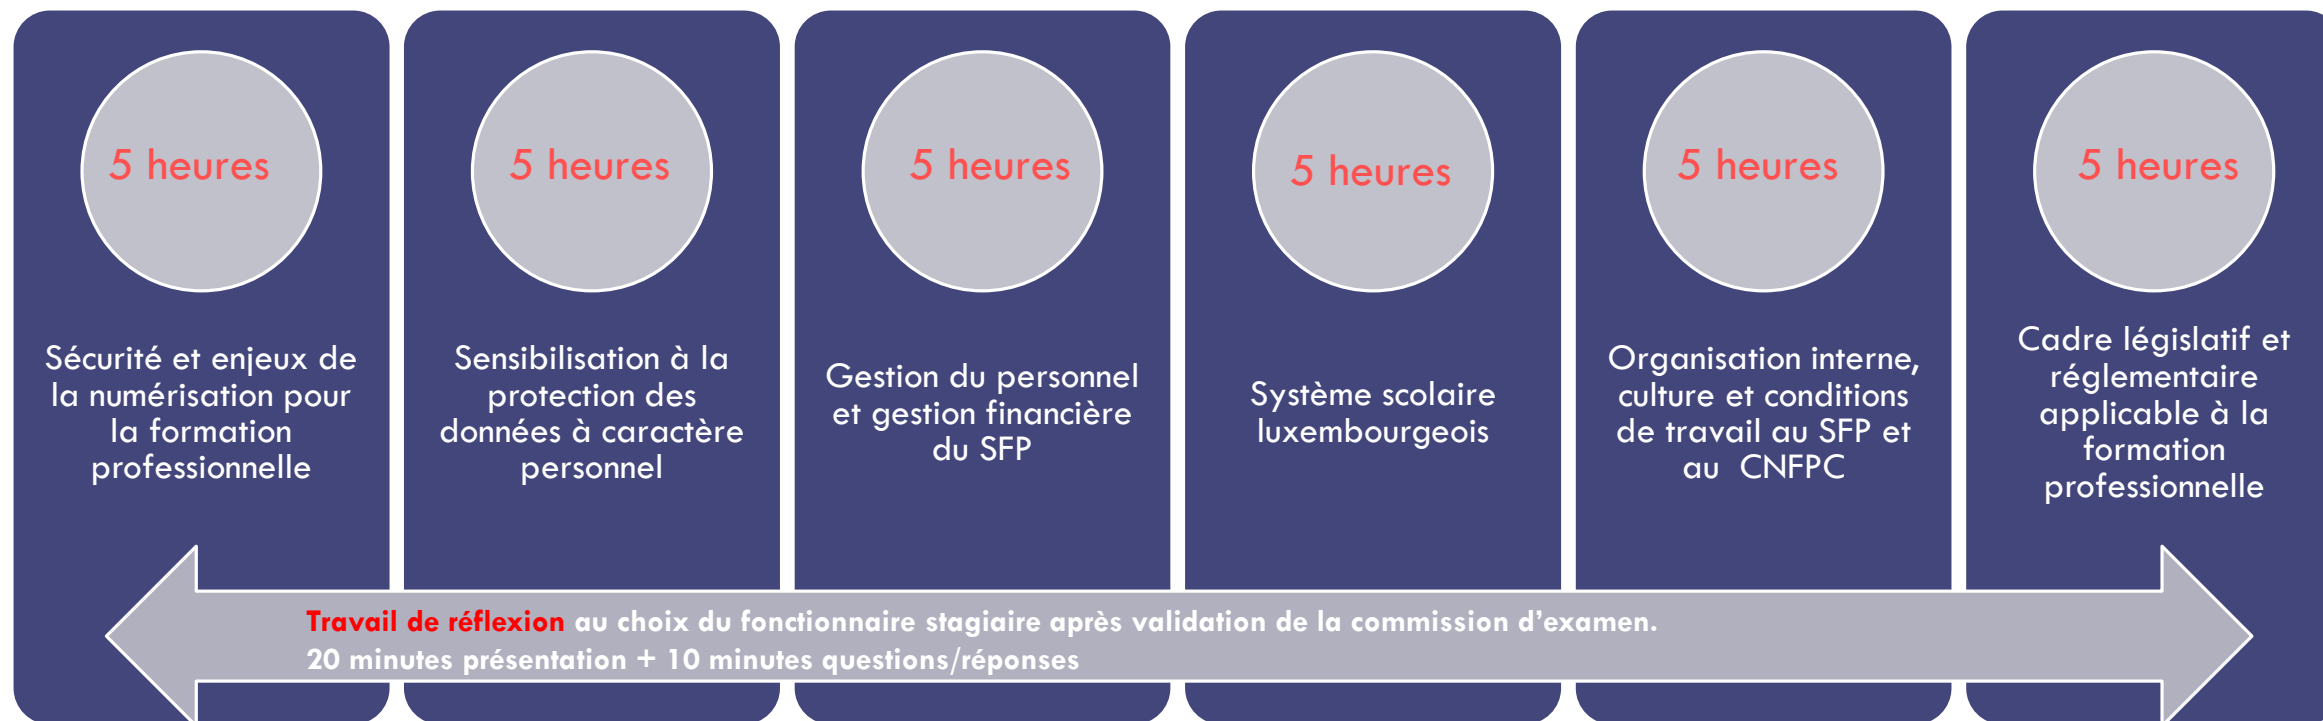 5 heures
Sécurité et enjeux de
la numérisation pour
la formation
professionnelle
5 heures
Sensibilisation à la
protection des
données à caractère
personnel
5 heures
Gestion du personnel
et gestion financière
du SFP
5 heures
Système scolaire
luxembourgeois
5 heures
Organisation interne,
culture et conditions
de travail au SFP et
au CNFPC
5 heures
Cadre législatif et
réglementaire
applicable à la
formation
professionnelle
Travail de réflexion au choix du fonctionnaire stagiaire après validation de la commission d’examen.
20 minutes présentation + 10 minutes questions/réponses